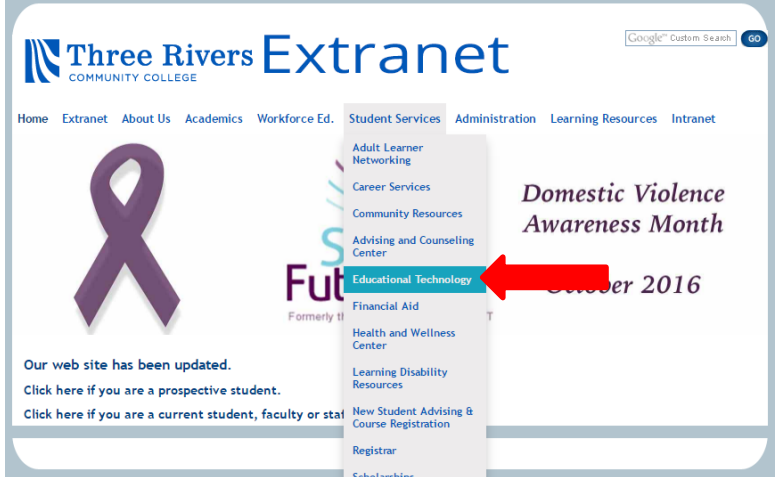 Three Rivers
COMMUNITY COLLEGE
Extranet
Google™ Custom Search GO
Home Extranet About Us Academics Workforce Ed. Student Services Administration Learning Resources Intranet
Adult Learner
Networking
Career Services
Community Resources
Advising and Counseling
Center
Educational Technology
Financial Aid
Health and Wellness
Center
Learning Disability
Resources
New Student Advising &
Course Registration
Registrar
Scholarships
Domestic Violence
Awareness Month
2016
Fut
Formerly th
T
Our web site has been updated.
Click here if you are a prospective student.
Click here if you are a current student, faculty or staf